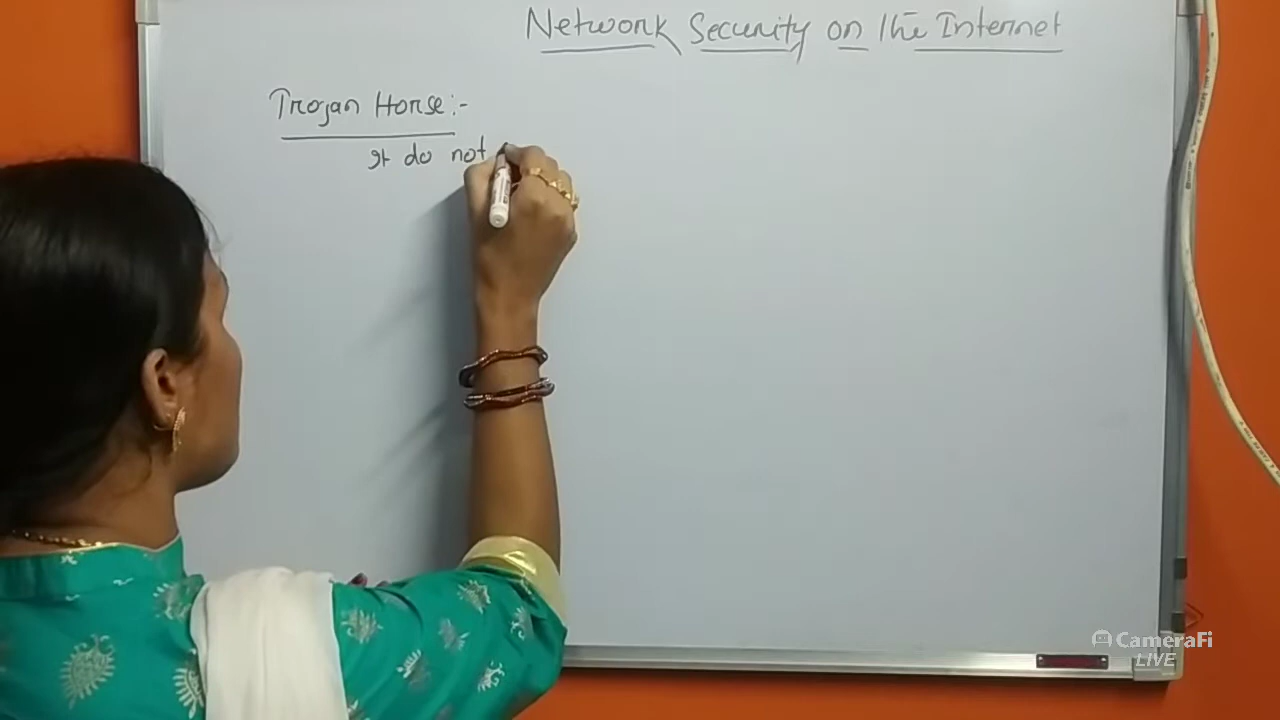 Network Security on the Internet
Trojan Horse:-
It do not
CameraFi
LIVE